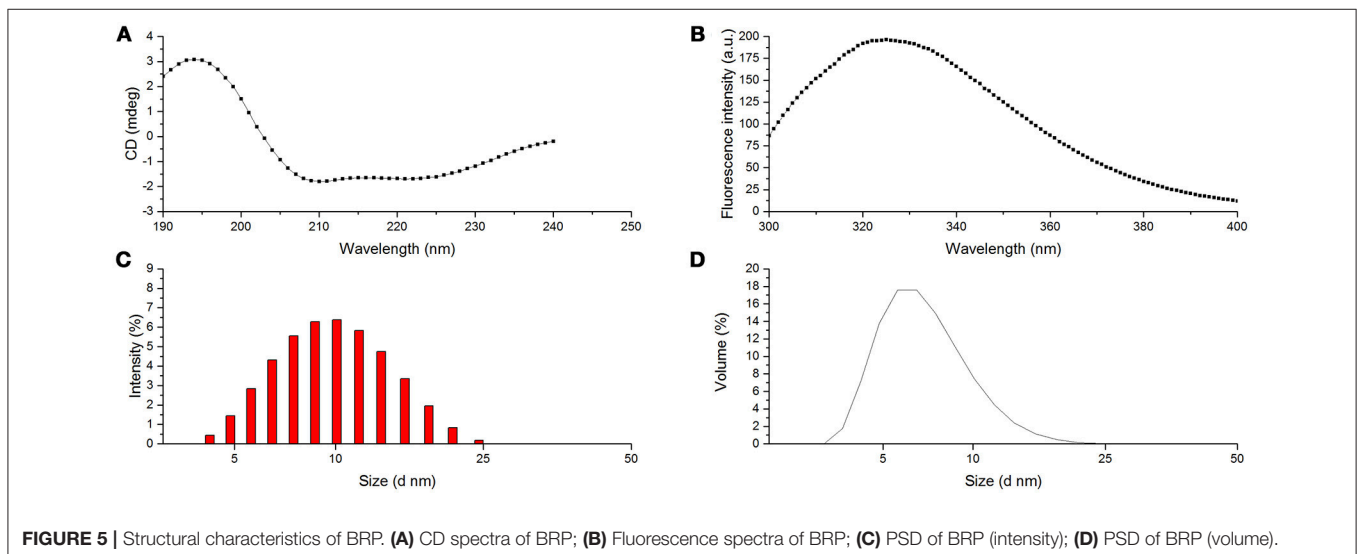 A
4
3
2
1
0
-1
-2
-3
CD (mdeg)
190 200 210 220 230 240 250
Wavelength (nm)
B
200
175
150
125
100
75
50
25
0
Fluorescence intensity (a.u.)
300 320 340 360 380 400
Wavelength (nm)
C
9
8
7
6
5
4
3
2
1
0
Intensity (%)
5 10 25 50
Size (d nm)
D
20
18
16
14
12
10
8
6
4
2
0
Volume (%)
5 10 25 50
Size (d nm)
FIGURE 5 | Structural characteristics of BRP. (A) CD spectra of BRP; (B) Fluorescence spectra of BRP; (C) PSD of BRP (intensity); (D) PSD of BRP (volume).